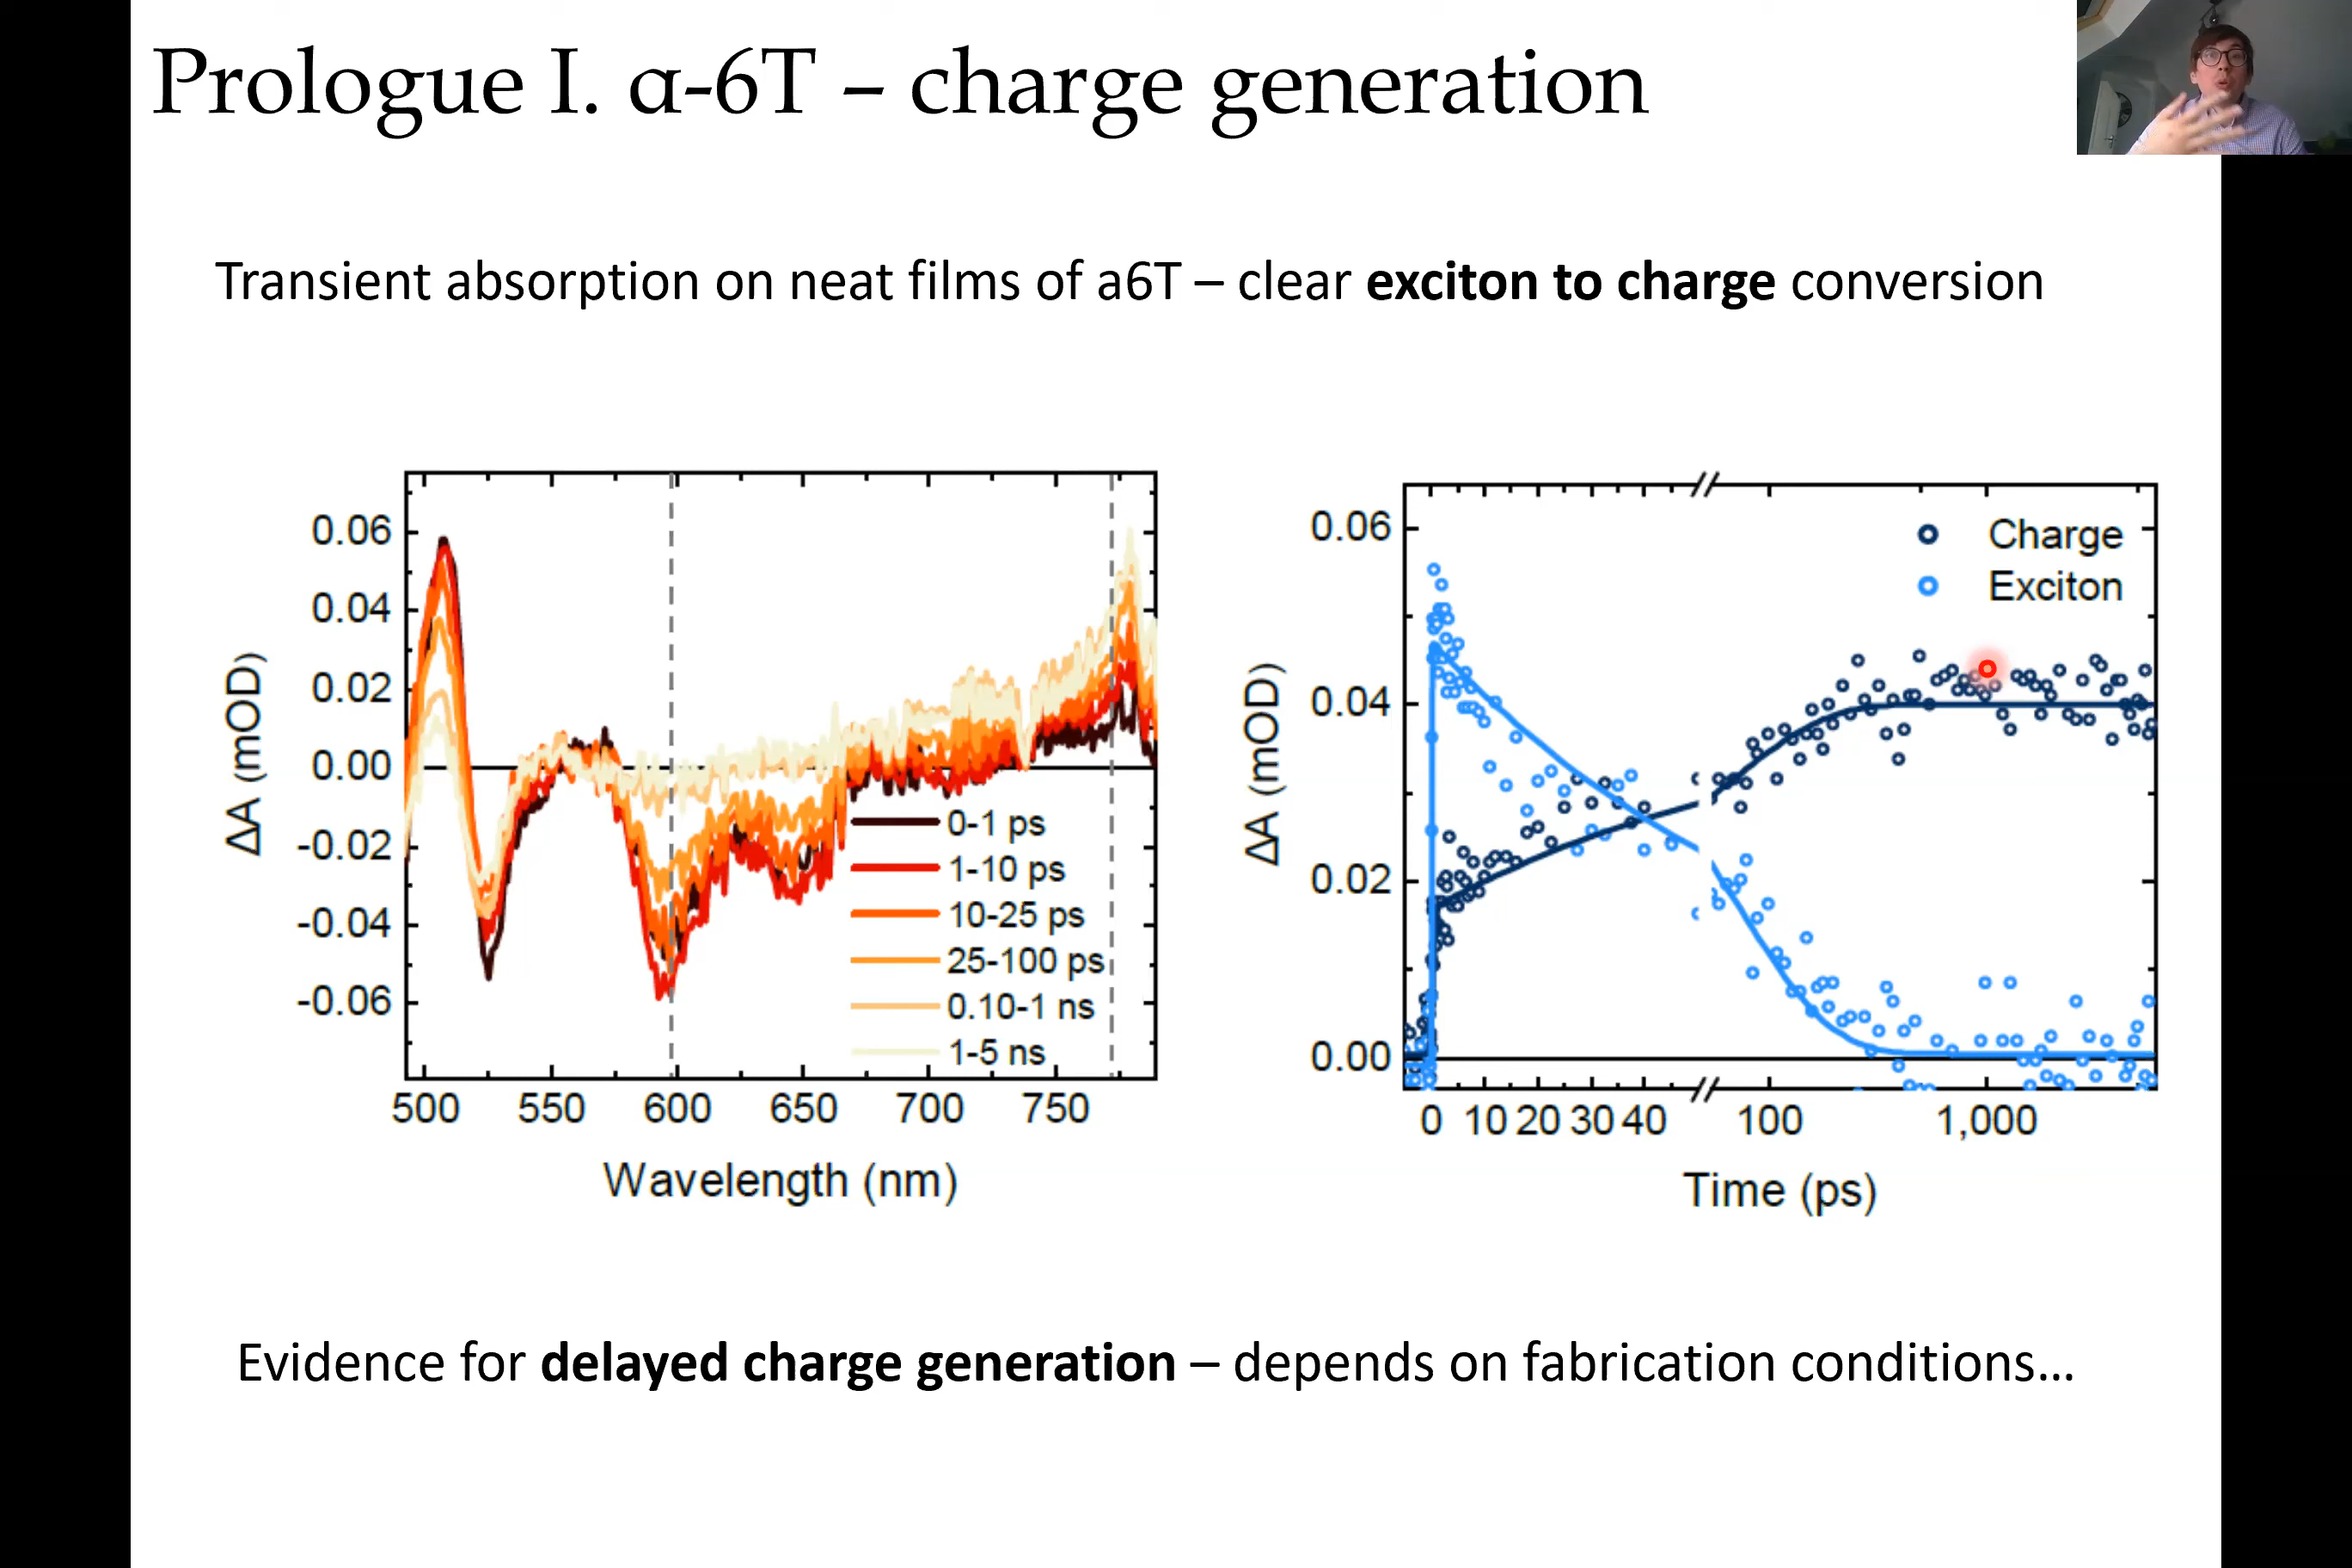 Prologue I. α-6T – charge generation
Transient absorption on neat films of a6T – clear exciton to charge conversion
0.06
0.04
0.02
0.00
-0.02
-0.04
-0.06
ΔA (mOD)
0-1 ps
1-10 ps
10-25 ps
25-100 ps
0.10-1 ns
1-5 ns
500 550 600 650 700 750
Wavelength (nm)
0.06
0.04
0.02
0.00
ΔA (mOD)
Charge
Exciton
0 10 20 30 40 100 1,000
Time (ps)
Evidence for delayed charge generation – depends on fabrication conditions...